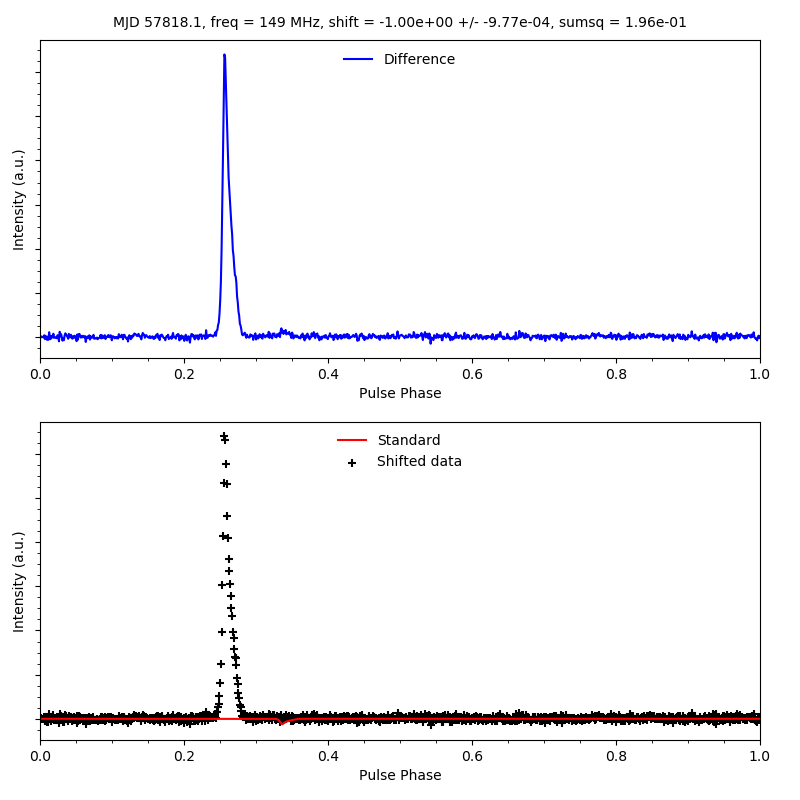 MJD 57818.1, freq = 149 MHz, shift = -1.00e+00 +/- -9.77e-04, sumsq = 1.96e-01
Difference
Intensity (a.u.)
0.0 0.2 0.4 0.6 0.8 1.0
Pulse Phase
Standard
Shifted data
Intensity (a.u.)
0.0 0.2 0.4 0.6 0.8 1.0
Pulse Phase